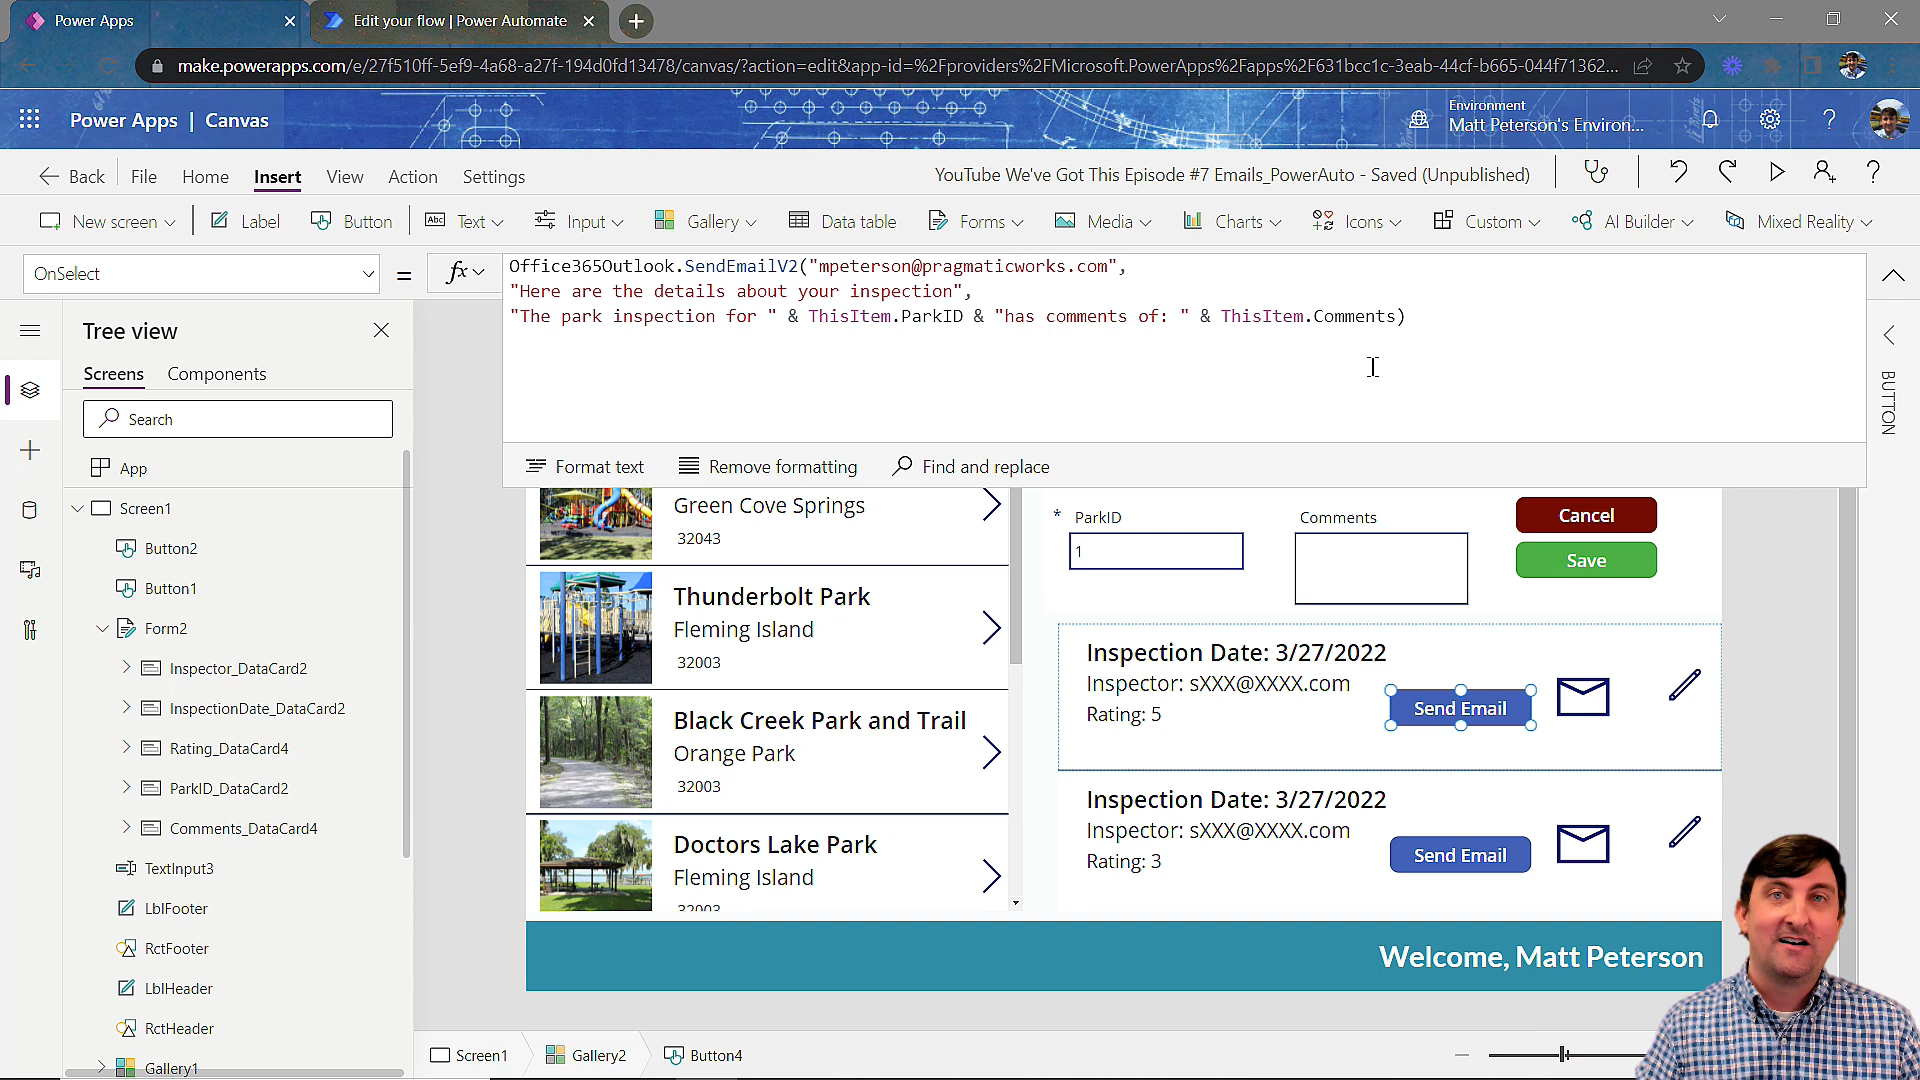 Power Apps
Edit your flow | Power Automate
make.powerapps.com/e/27f510ff-5ef9-4a68-a27f-194d0fd13478/canvas/?action=edit&app-id=%2Fproviders%2FMicrosoft.PowerApps%2Fapps%2F631bcc1c-3eab-44cf-b665-044f71362...
Power Apps | Canvas
Environment
Matt Peterson's Environ...
Back
File
Home
Insert
View
Action
Settings
YouTube We've Got This Episode #7 Emails_PowerAuto - Saved (Unpublished)
New screen
Label
Button
Abc
Text
Input
Gallery
Data table
Forms
Media
Charts
Icons
Custom
AI Builder
Mixed Reality
OnSelect
=
fx
Office365Outlook.SendEmailV2("mpeterson@pragmaticworks.com",
"Here are the details about your inspection",
"The park inspection for " & ThisItem.ParkID & "has comments of: " & ThisItem.Comments)
Format text
Remove formatting
Find and replace
BUTTON
Tree view
Screens
Components
Search
App
Screen1
Button2
Button1
Form2
Inspector_DataCard2
InspectionDate_DataCard2
Rating_DataCard4
ParkID_DataCard2
Comments_DataCard4
TextInput3
LblFooter
RctFooter
LblHeader
RctHeader
Gallery1
Green Cove Springs
32043
Thunderbolt Park
Fleming Island
32003
Black Creek Park and Trail
Orange Park
32003
Doctors Lake Park
Fleming Island
32003
* ParkID
1
Comments
Cancel
Save
Inspection Date: 3/27/2022
Inspector: sXXX@XXXX.com
Rating: 5
Send Email
Inspection Date: 3/27/2022
Inspector: sXXX@XXXX.com
Rating: 3
Send Email
Welcome, Matt Peterson
Screen1
Gallery2
Button4